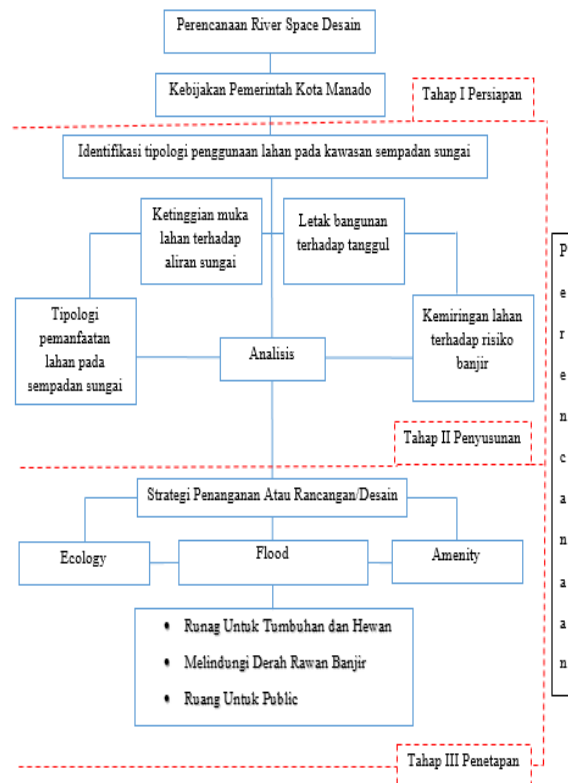 Perencanaan River Space Desain
Kebijakan Pemerintah Kota Manado
Tahap I Persiapan
Identifikasi tipologi penggunaan lahan pada kawasan sempadan sungai
Ketinggian muka
lahan terhadap
aliran sungai
Letak bangunan
terhadap tanggul
Tipologi
pemanfaatan
lahan pada
sempadan sungai
Analisis
Kemiringan lahan
terhadap risiko
banjir
Tahap II Penyusunan
Strategi Penanganan Atau Rancangan/Desain
Ecology
Flood
Amenity
• Runag Untuk Tumbuhan dan Hewan
• Melindungi Derah Rawan Banjir
• Ruang Untuk Public
Tahap III Penetapan
P
e
r
e
n
c
a
n
a
a
n